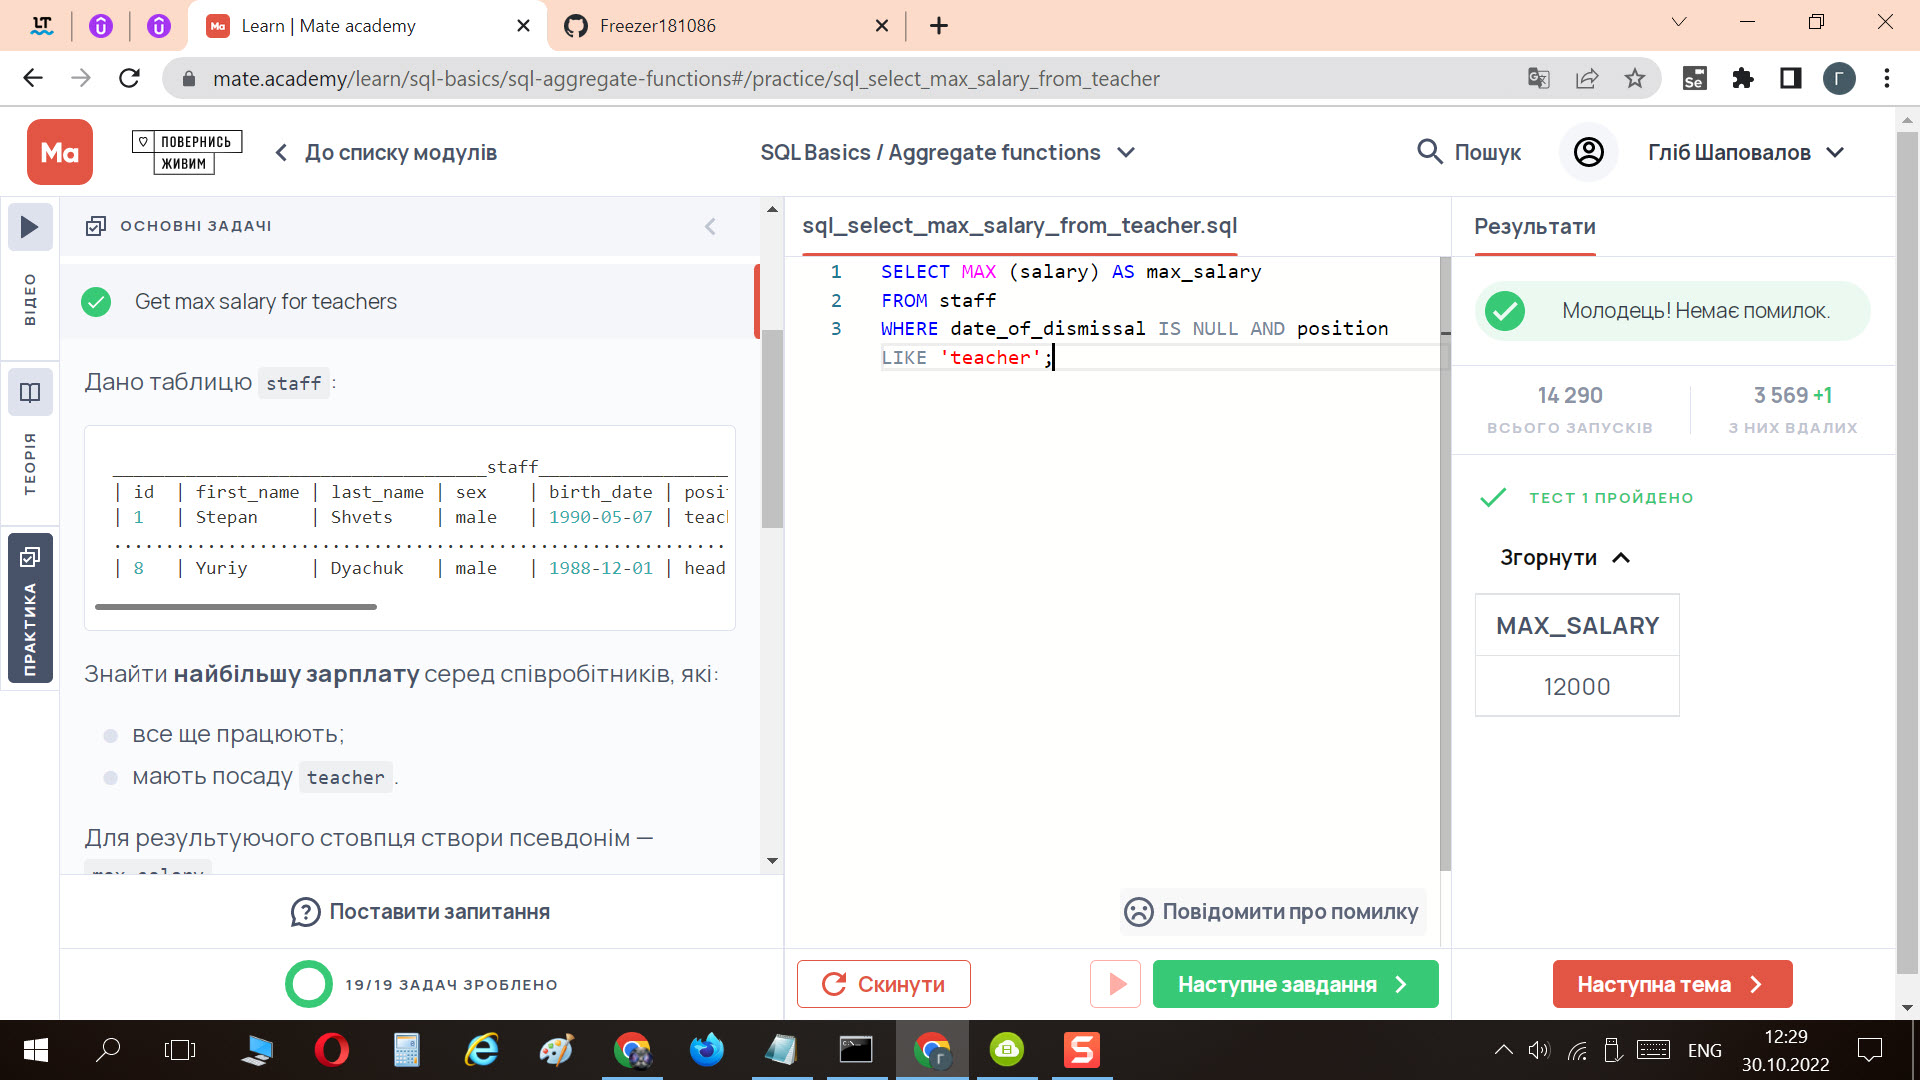 Learn | Mate academy
Freezer181086
mate.academy/learn/sql-basics/sql-aggregate-functions#/practice/sql_select_max_salary_from_teacher
Se
Г
Ma
ПОВЕРНИСЬ
ЖИВИМ
До списку модулів
SQL Basics / Aggregate functions
Пошук
Гліб Шаповалов
ВІДЕО
ТЕОРІЯ
ПРАКТИКА
ОСНОВНІ ЗАДАЧІ
Get max salary for teachers
Дано таблицю staff :
staff
| id | first_name | last_name | sex | birth_date | posit
| 1 | Stepan | Shvets | male | 1990-05-07 | teach
| 8 | Yuriy | Dyachuk | male | 1988-12-01 | head
Знайти найбільшу зарплату серед співробітників, які:
все ще працюють;
мають посаду teacher .
Для результуючого стовпця створи псевдонім —
max_salary
Поставити запитання
19/19 ЗАДАЧ ЗРОБЛЕНО
sql_select_max_salary_from_teacher.sql
1 SELECT MAX (salary) AS max_salary
2 FROM staff
3 WHERE date_of_dismissal IS NULL AND position
LIKE 'teacher';
Повідомити про помилку
Скинути
Наступне завдання
Результати
Молодець! Немає помилок.
14 290
ВСЬОГО ЗАПУСКІВ
3 569 +1
З НИХ ВДАЛИХ
ТЕСТ 1 ПРОЙДЕНО
Згорнути
MAX_SALARY
12000
Наступна тема
ENG
12:29
30.10.2022